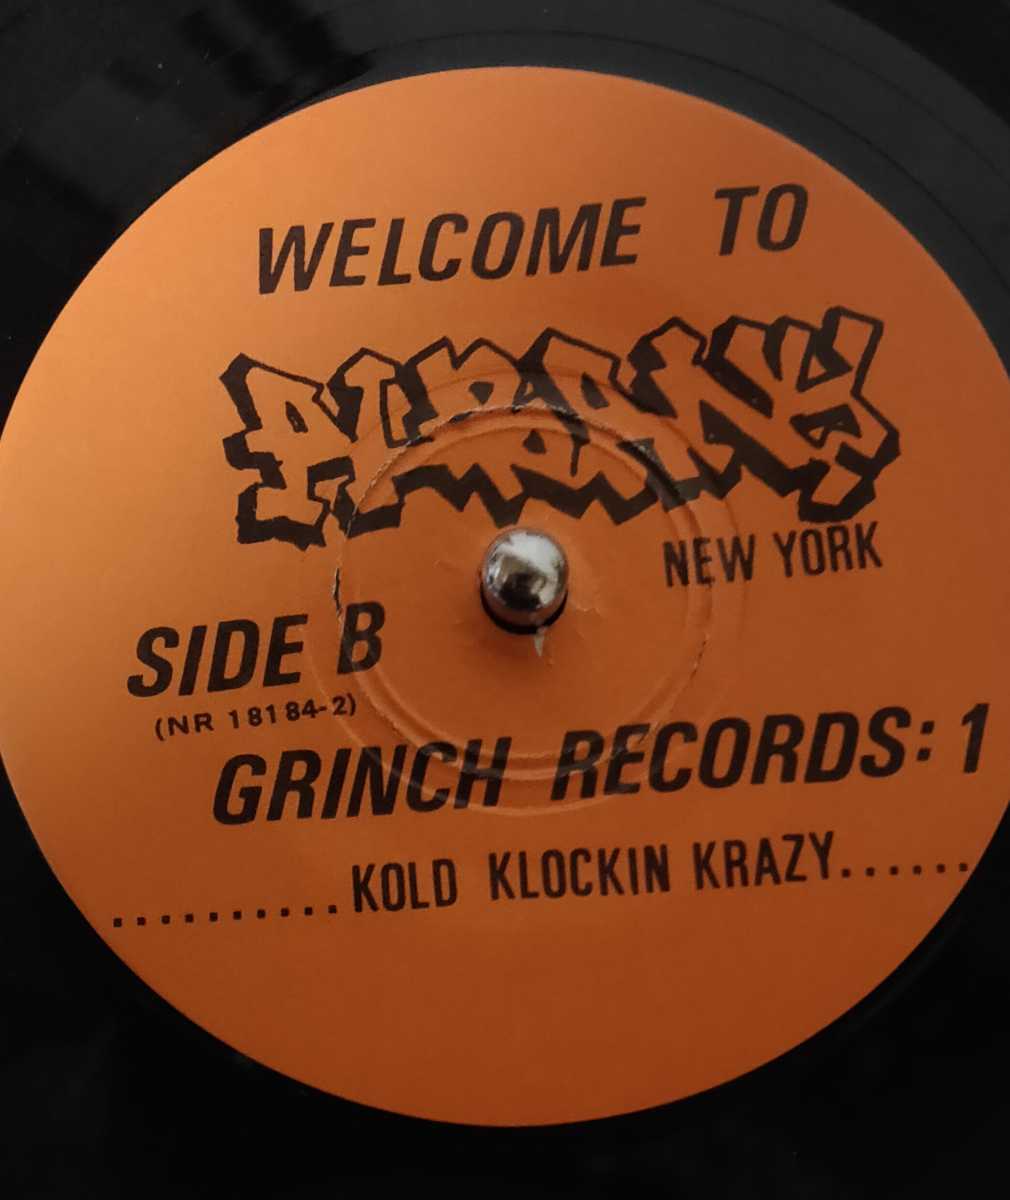 WELCOME TO
ALBANY
NEW YORK
SIDE B
(NR 18184-2)
GRINCH RECORDS: 1
..........KOLD KLOCKIN KRAZY......